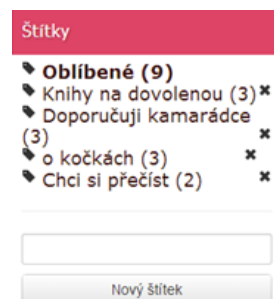 Štítky
Oblíbené (9)
Knihy na dovolenou (3)
Doporučuji kamarádce
(3)
o kočkách (3)
Chci si přečíst (2)
Nový štítek